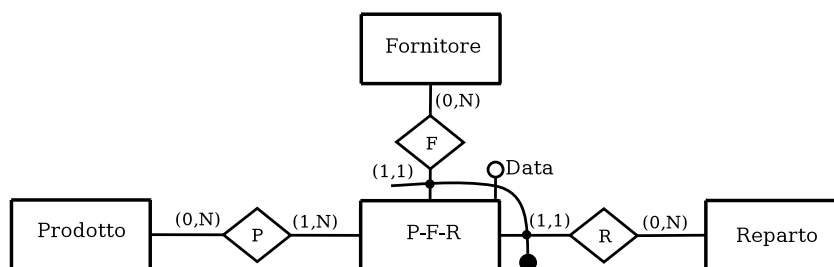 Fornitore
(0,N)
F
(1,1)
Data
Prodotto
(0,N)
P
(1,N)
P-F-R
(1,1)
R
(0,N)
Reparto